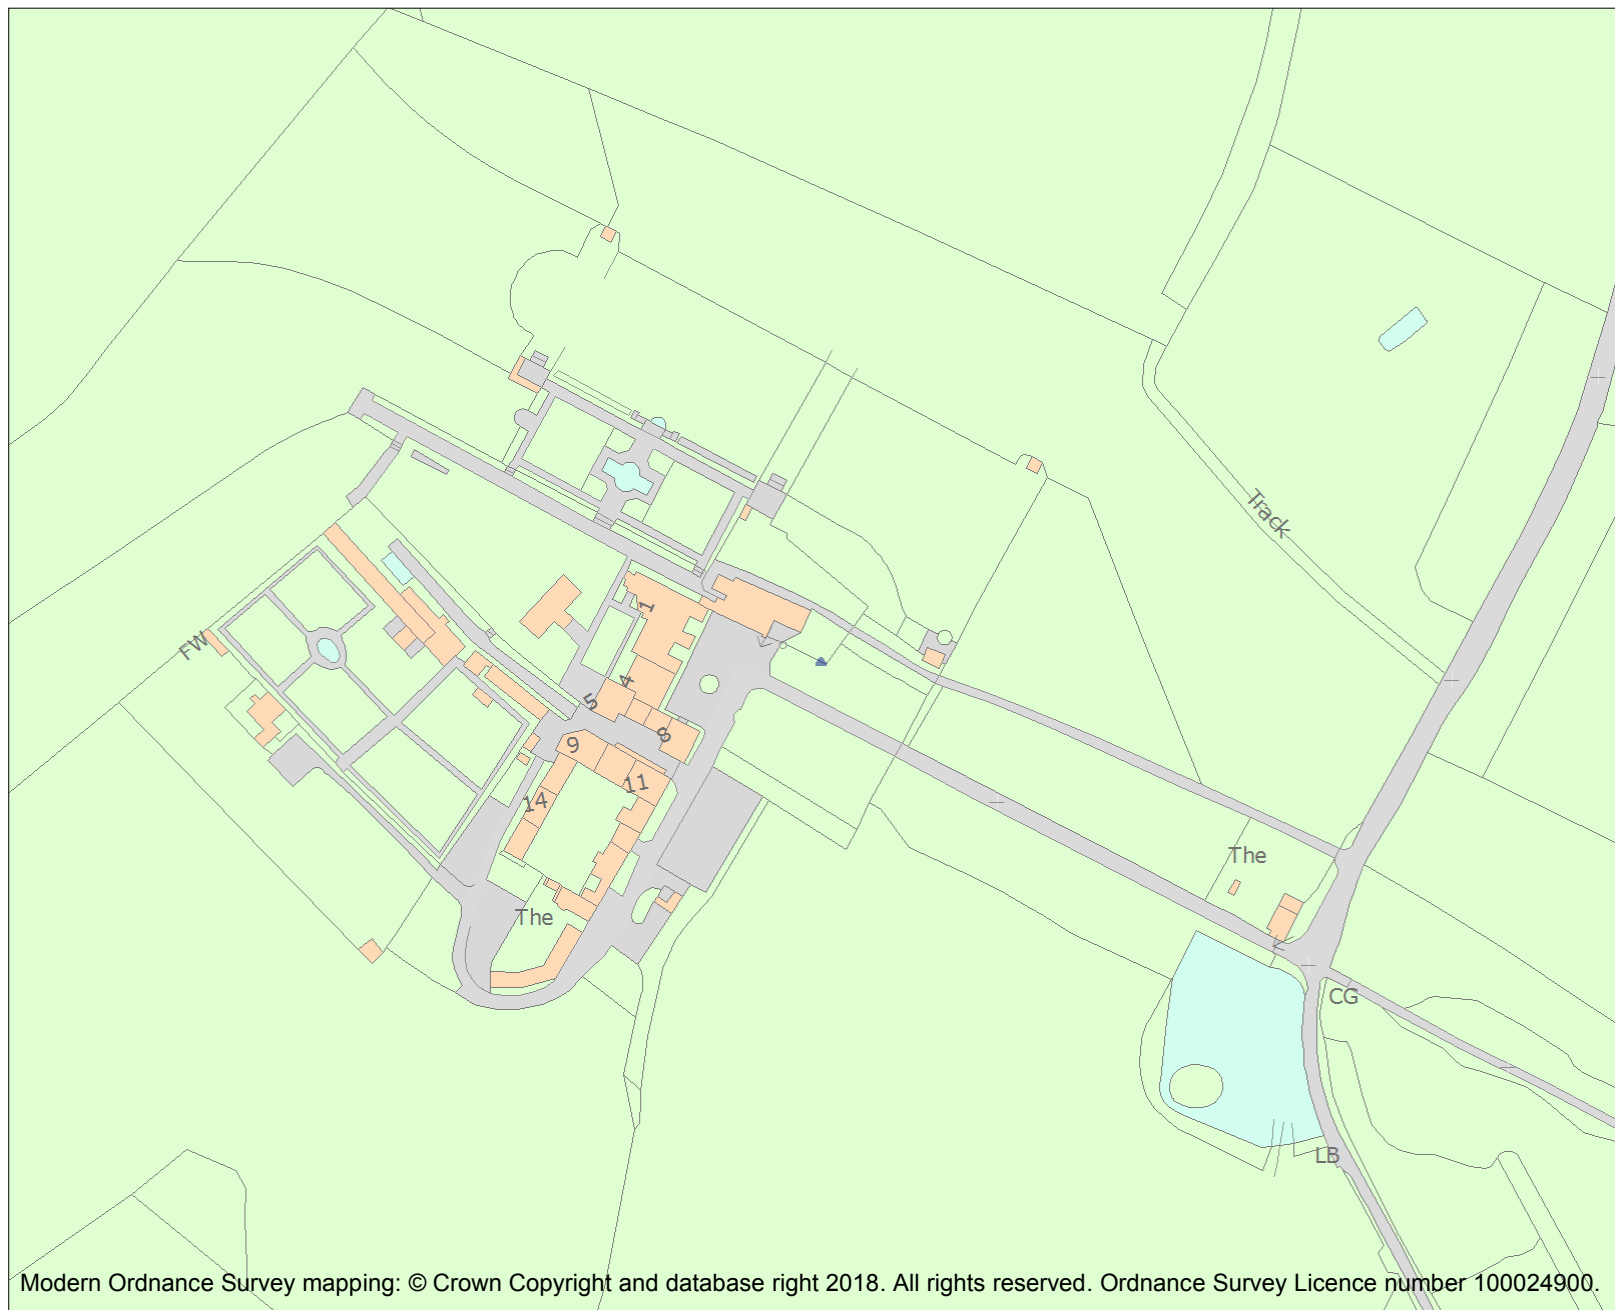 Track
1
FW
4
5
8
9
11
14
The
The
CG
LB
Modern Ordnance Survey mapping: © Crown Copyright and database right 2018. All rights reserved. Ordnance Survey Licence number 100024900.